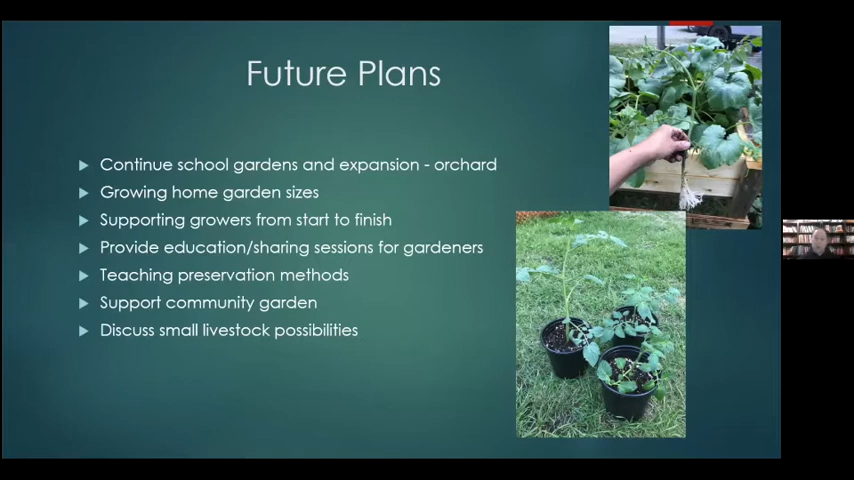 Future Plans
Continue school gardens and expansion - orchard
Growing home garden sizes
Supporting growers from start to finish
Provide education/sharing sessions for gardeners
Teaching preservation methods
Support community garden
Discuss small livestock possibilities